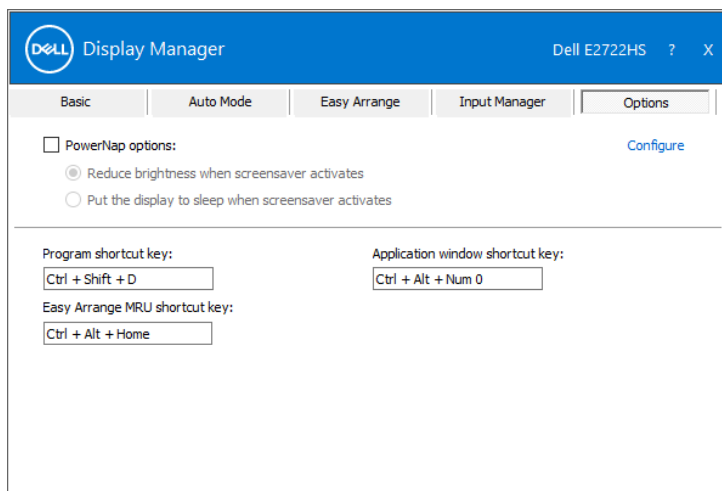 DELL Display Manager Dell E2722HS ? X
Basic Auto Mode Easy Arrange Input Manager Options
PowerNap options: Configure
Reduce brightness when screensaver activates
Put the display to sleep when screensaver activates
Program shortcut key: Application window shortcut key:
Ctrl + Shift + D Ctrl + Alt + Num 0
Easy Arrange MRU shortcut key:
Ctrl + Alt + Home